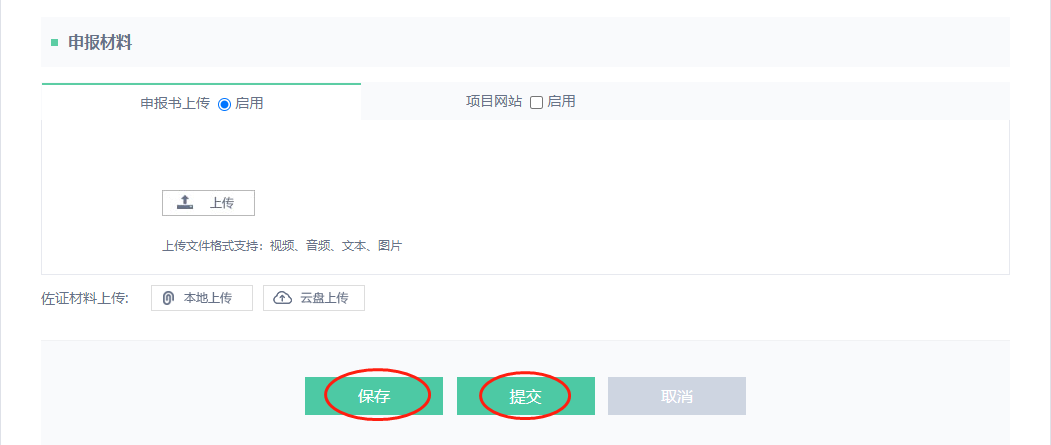 申报材料
申报书上传 启用 项目网站 启用
上传
上传文件格式支持：视频、音频、文本、图片
佐证材料上传: 本地上传 云盘上传
保存 提交 取消